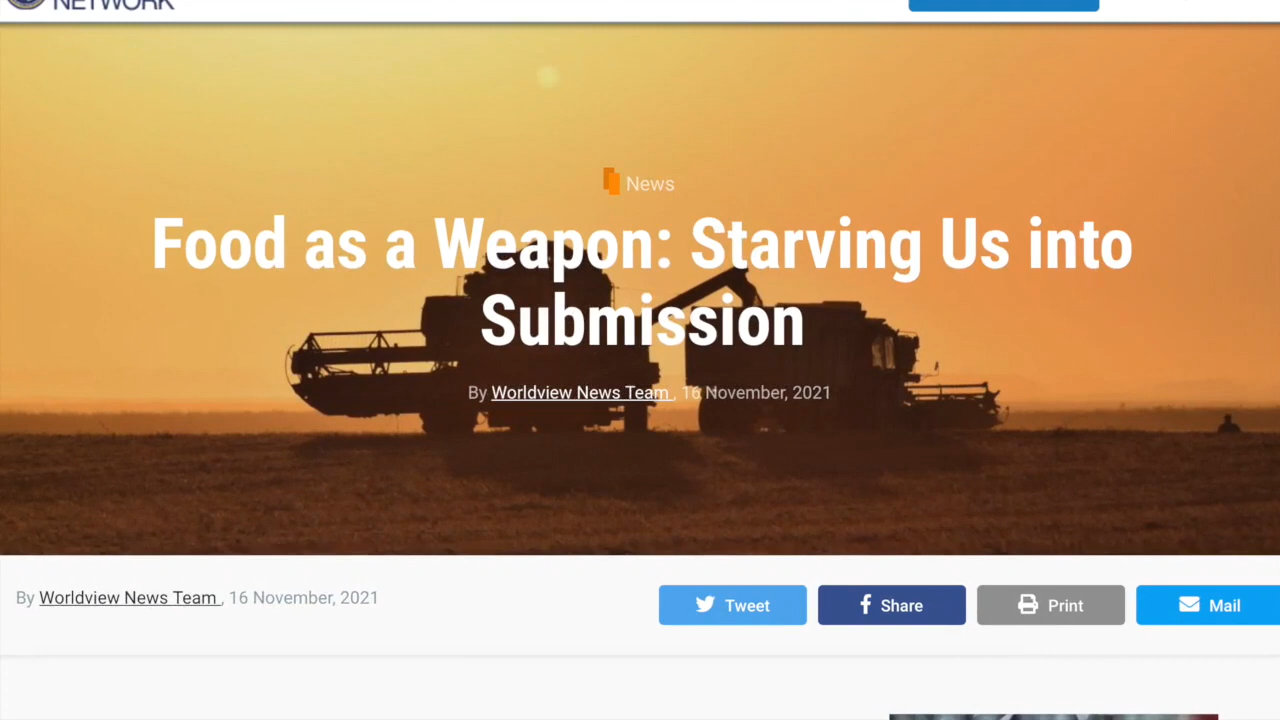 NETWORK
News
Food as a Weapon: Starving Us into
Submission
By Worldview News Team , 16 November, 2021
By Worldview News Team , 16 November, 2021
Tweet
Share
Print
Mail